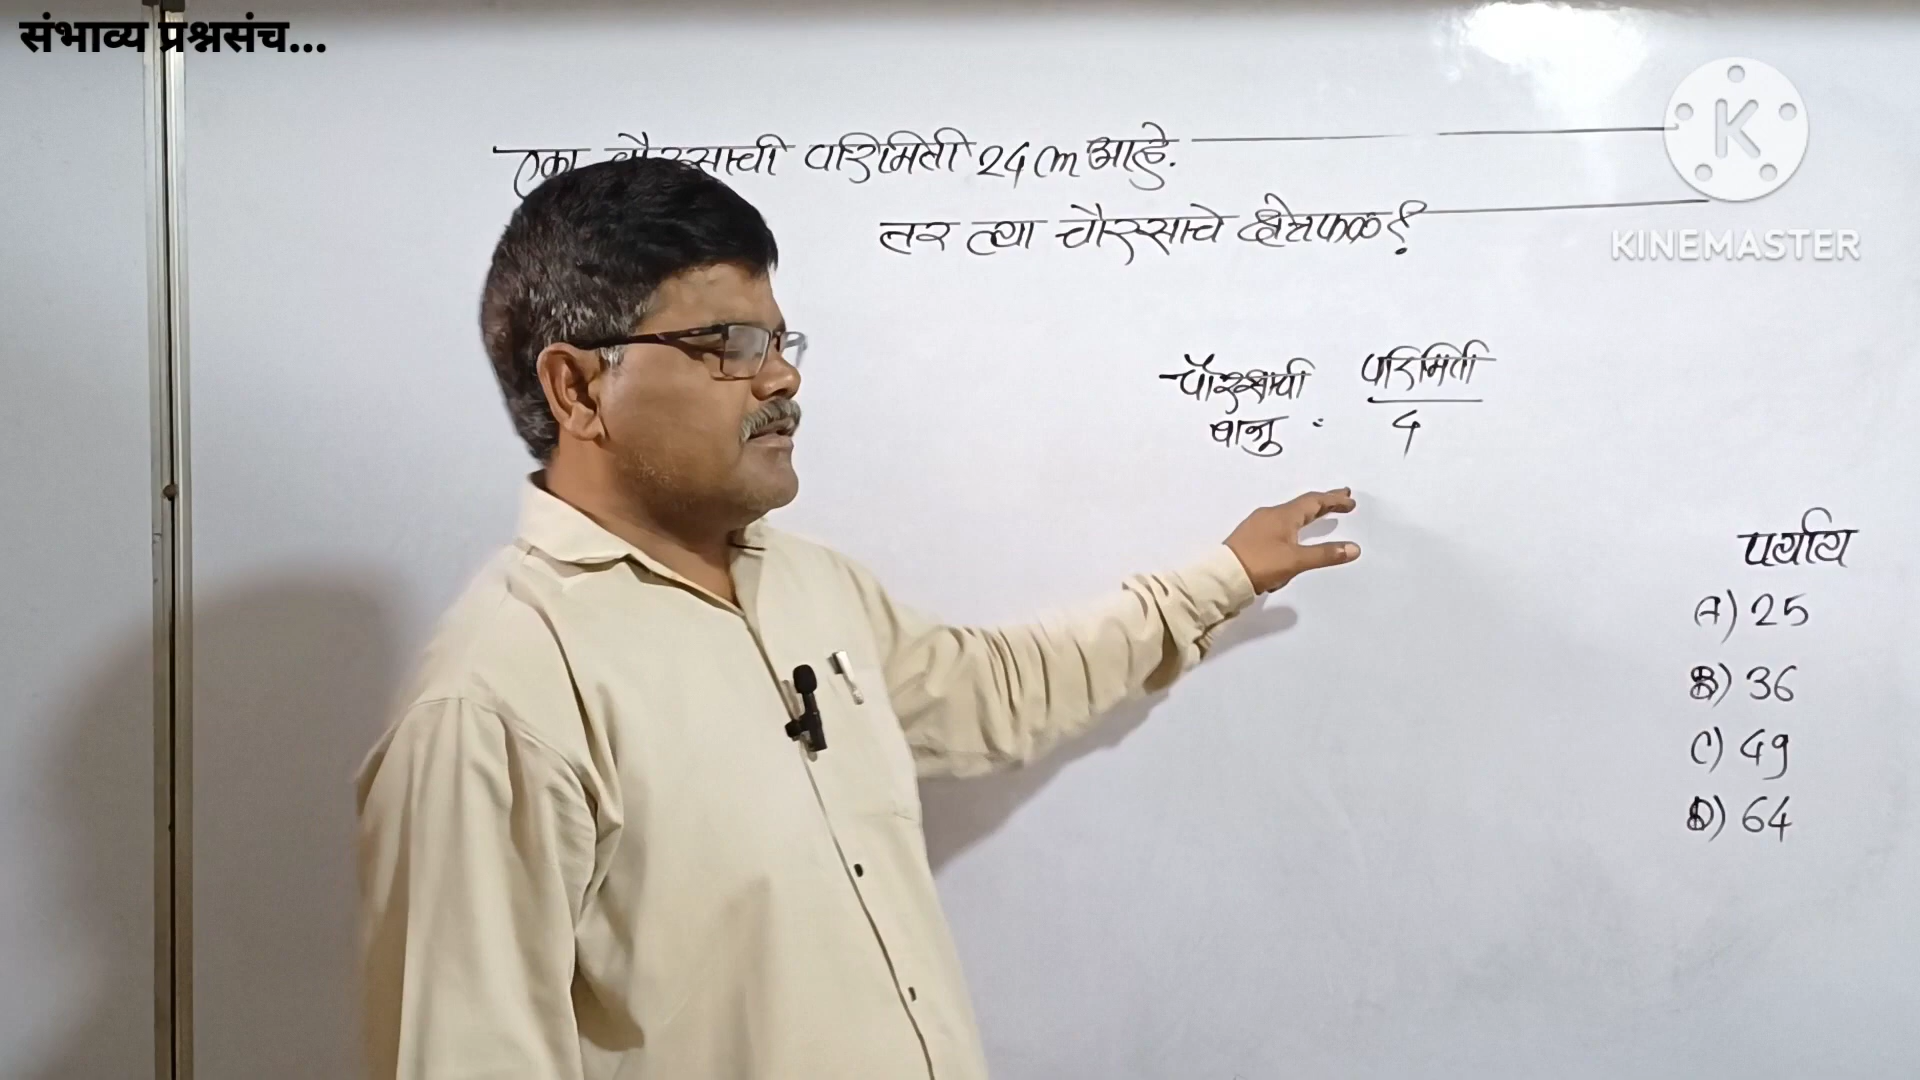 संभाव्य प्रश्नसंच...
एका चौरसाची परिमिती 24 cm आहे.
तर त्या चौरसाचे क्षेत्रफळ?
K
KINEMASTER
चौरसाची परिमिती
बाजू = 4
पर्याय
A) 25
B) 36
C) 49
D) 64